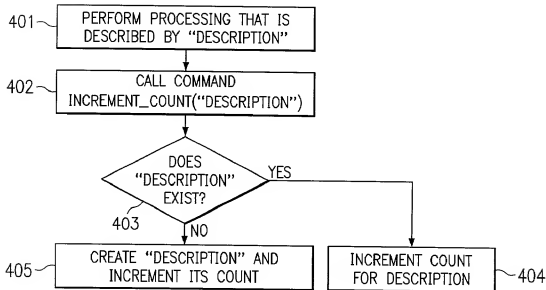 401
PERFORM PROCESSING THAT IS
DESCRIBED BY "DESCRIPTION"
402
CALL COMMAND
INCREMENT_COUNT("DESCRIPTION")
DOES
"DESCRIPTION"
EXIST?
YES
403
NO
405
CREATE "DESCRIPTION" AND
INCREMENT ITS COUNT
INCREMENT COUNT
FOR DESCRIPTION
404